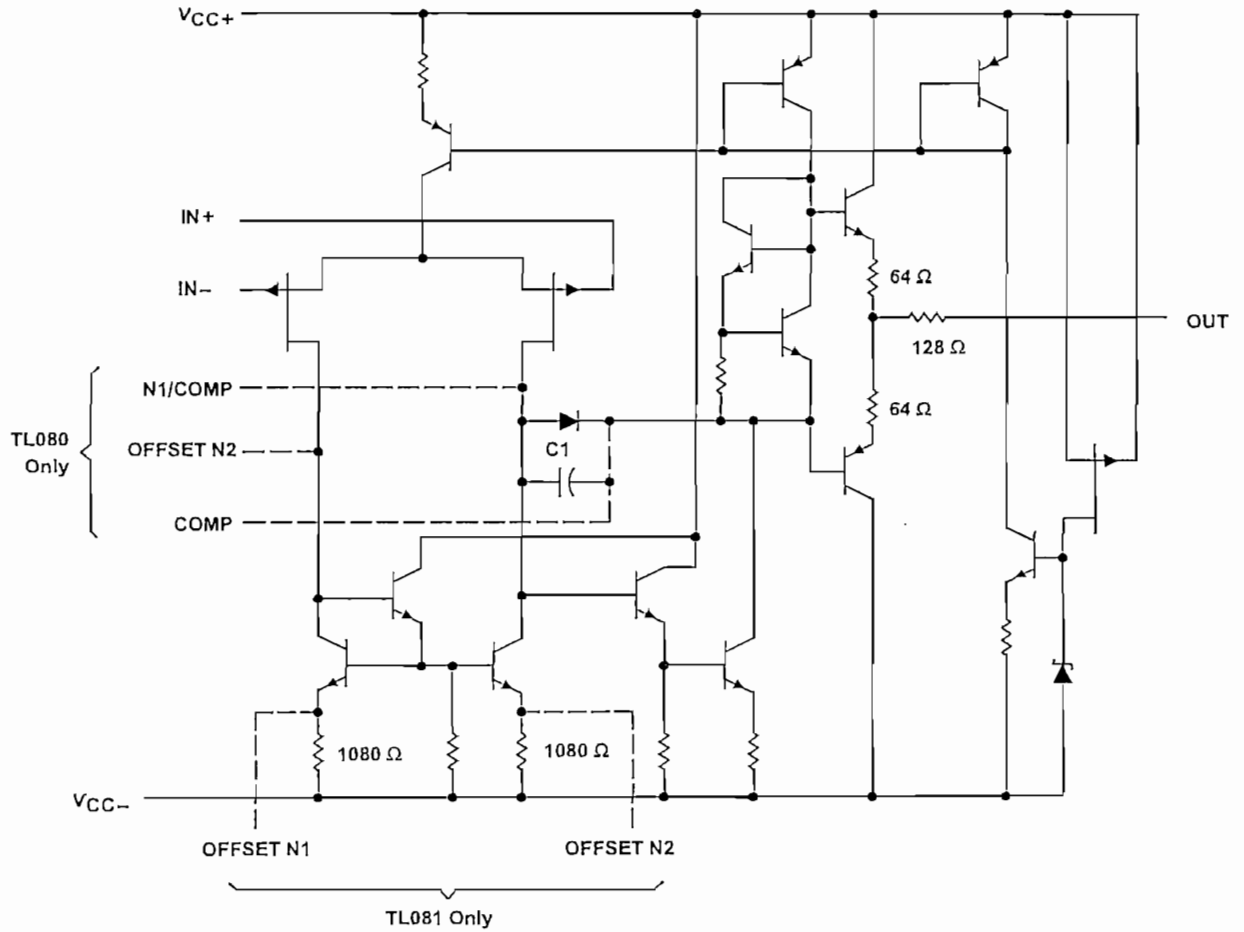 VCC+
IN+
IN−
64 Ω
OUT
128 Ω
N1/COMP
64 Ω
TL080
Only
OFFSET N2
C1
COMP
1080 Ω
1080 Ω
VCC−
OFFSET N1
OFFSET N2
TL081 Only